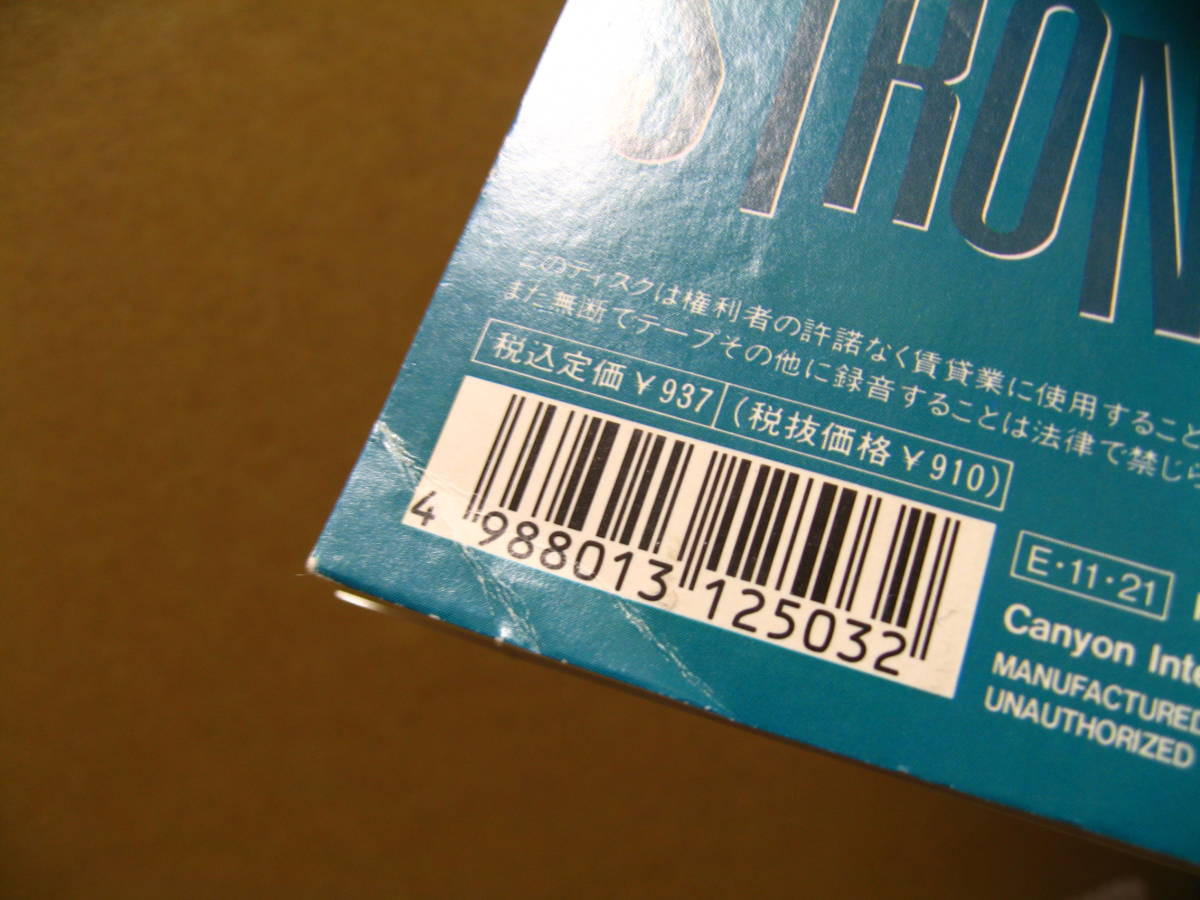 STRON
このディスクは権利者の許諾なく賃貸業に使用すること
また無断でテープその他に録音することは法律で禁じら
税込定価￥937 (税抜価格￥910)
4 988013 125032
E・11・21
Canyon Inte
MANUFACTURED
UNAUTHORIZED